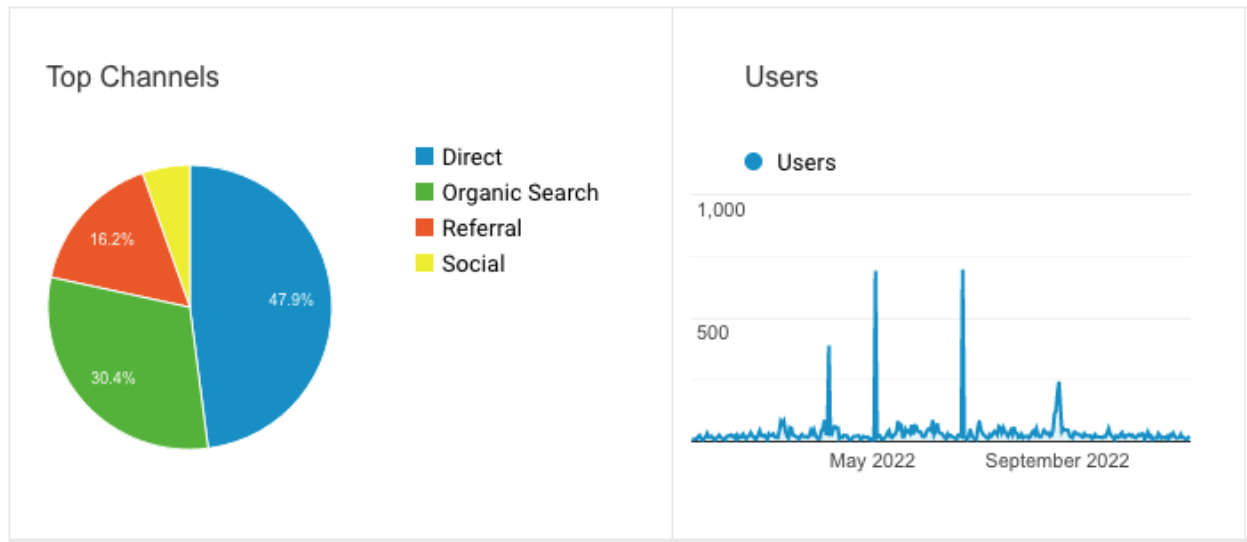 Top Channels
Direct
Organic Search
Referral
Social
16.2%
47.9%
30.4%
Users
Users
1,000
500
May 2022
September 2022